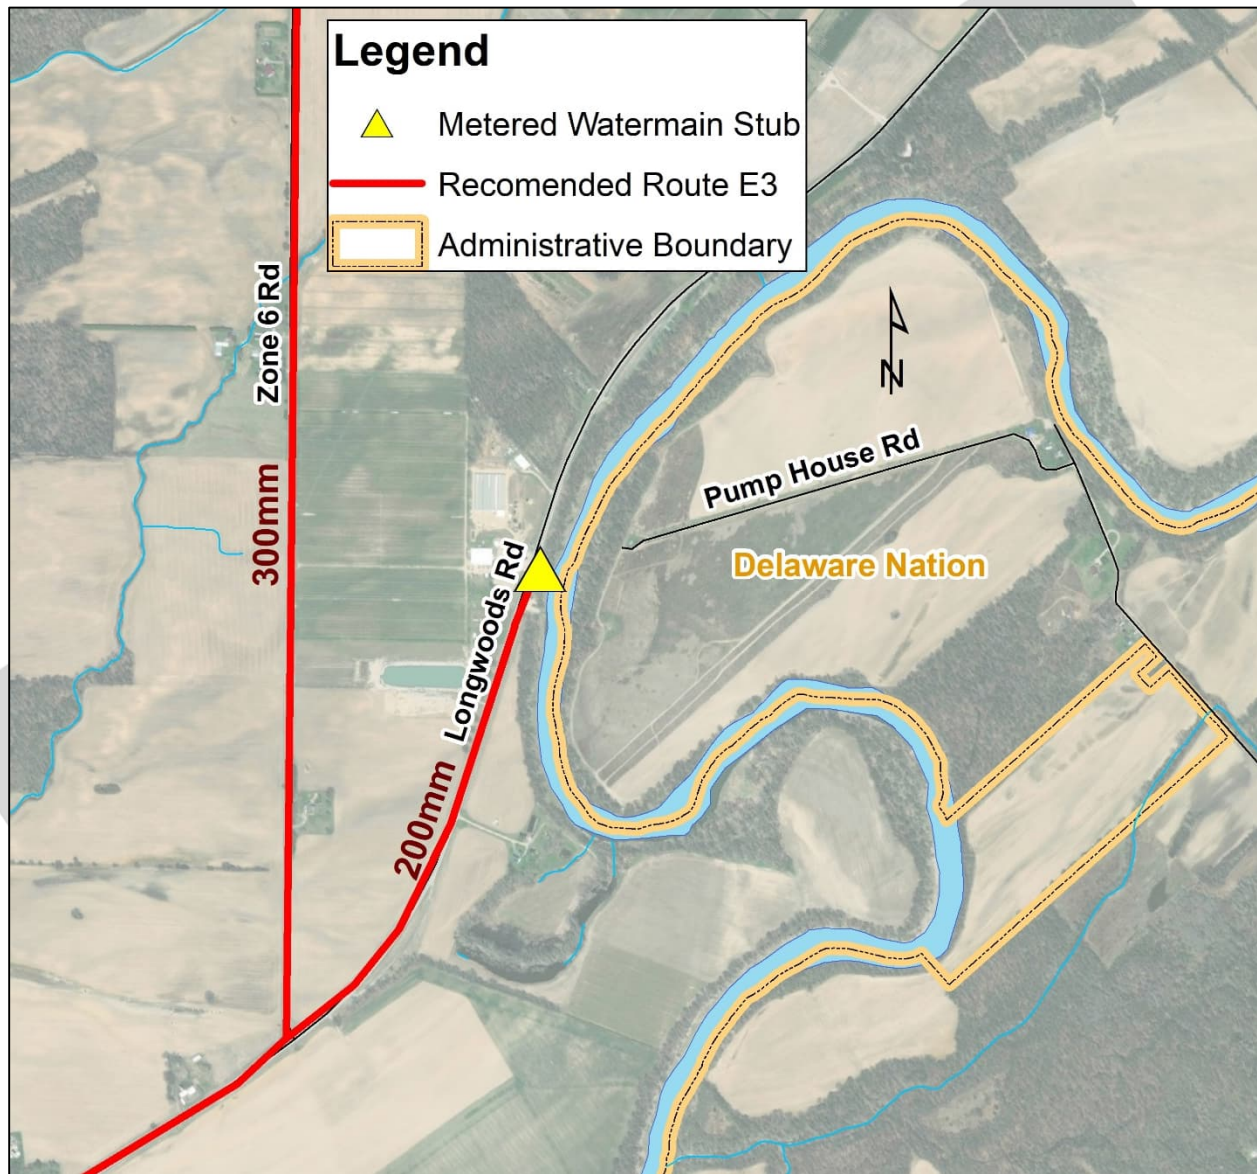 Legend
Metered Watermain Stub
Recomended Route E3
Administrative Boundary
Zone 6 Rd
N
Pump House Rd
300mm
Delaware Nation
Longwoods Rd
200mm